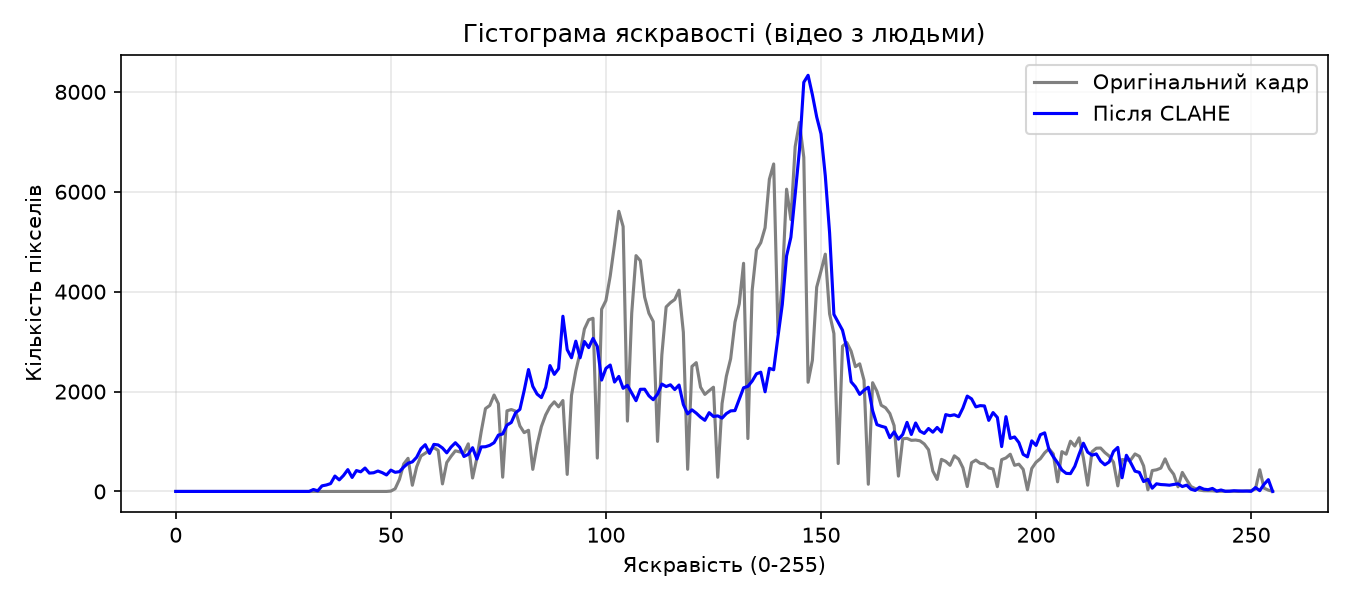 Гістограма яскравості (відео з людьми)
Оригінальний кадр
Після CLAHE
Кількість пікселів
8000
6000
4000
2000
0
0 50 100 150 200 250
Яскравість (0-255)